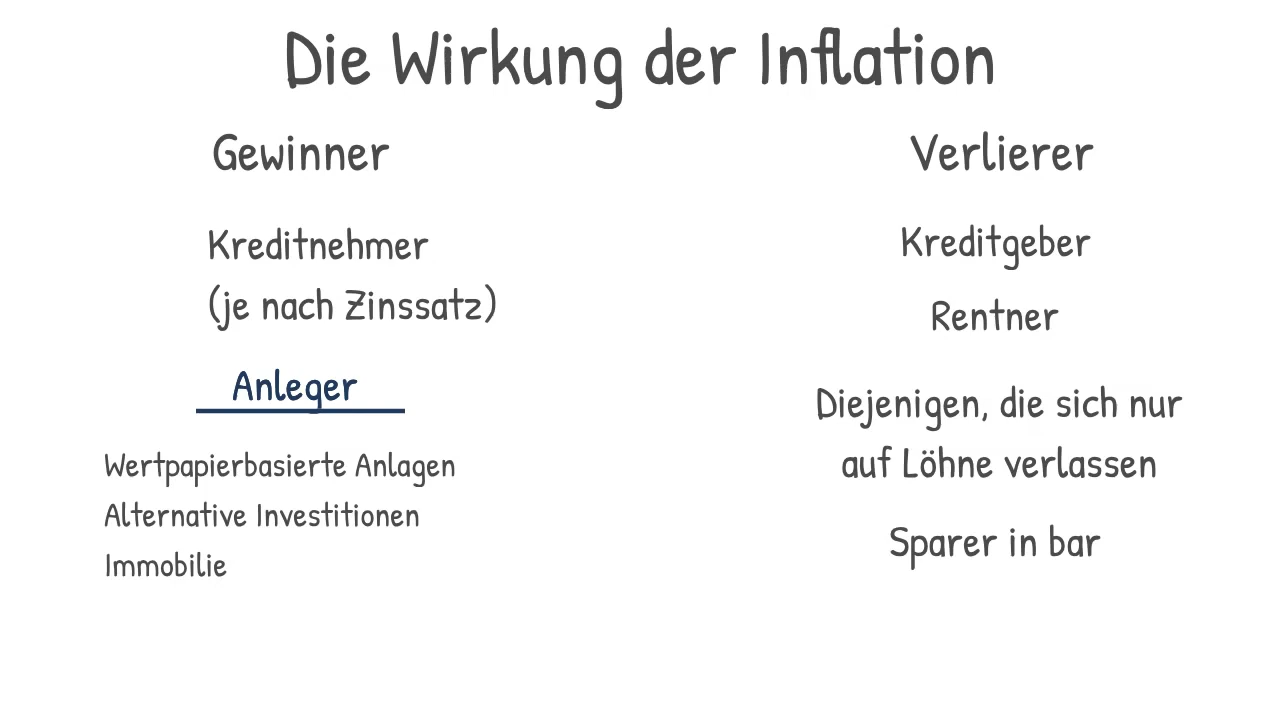 Die Wirkung der Inflation
Gewinner
Kreditnehmer
(je nach Zinssatz)
Anleger
Wertpapierbasierte Anlagen
Alternative Investitionen
Immobilie
Verlierer
Kreditgeber
Rentner
Diejenigen, die sich nur
auf Löhne verlassen
Sparer in bar